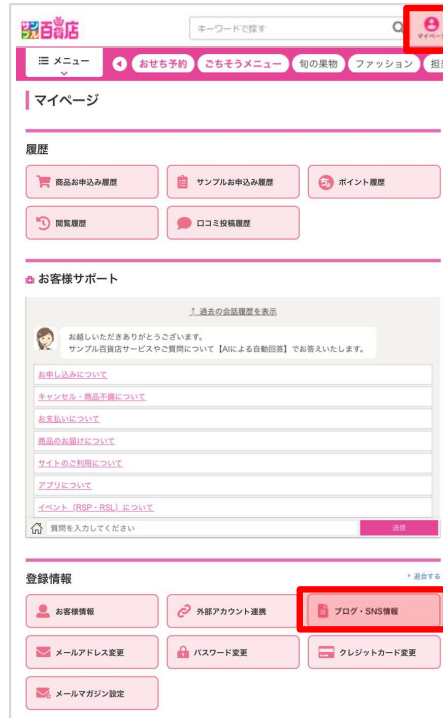 サンプル百貨店
キーワードで探す
マイページ
メニュー
おせち予約
ごちそうメニュー
旬の果物
ファッション
マイページ
履歴
商品お申込み履歴
サンプルお申込み履歴
ポイント履歴
閲覧履歴
口コミ投稿履歴
お客様サポート
↑ 過去の会話履歴を表示
お越しいただきありがとうございます。
サンプル百貨店サービスやご質問について【AIによる自動回答】でお答えいたします。
お申し込みについて
キャンセル・商品不備について
お支払いについて
商品のお届けについて
サイトのご利用について
アプリについて
イベント（RSP・RSL）について
質問を入力してください
送信
登録情報
退会する
お客様情報
外部アカウント連携
ブログ・SNS情報
メールアドレス変更
パスワード変更
クレジットカード変更
メールマガジン設定